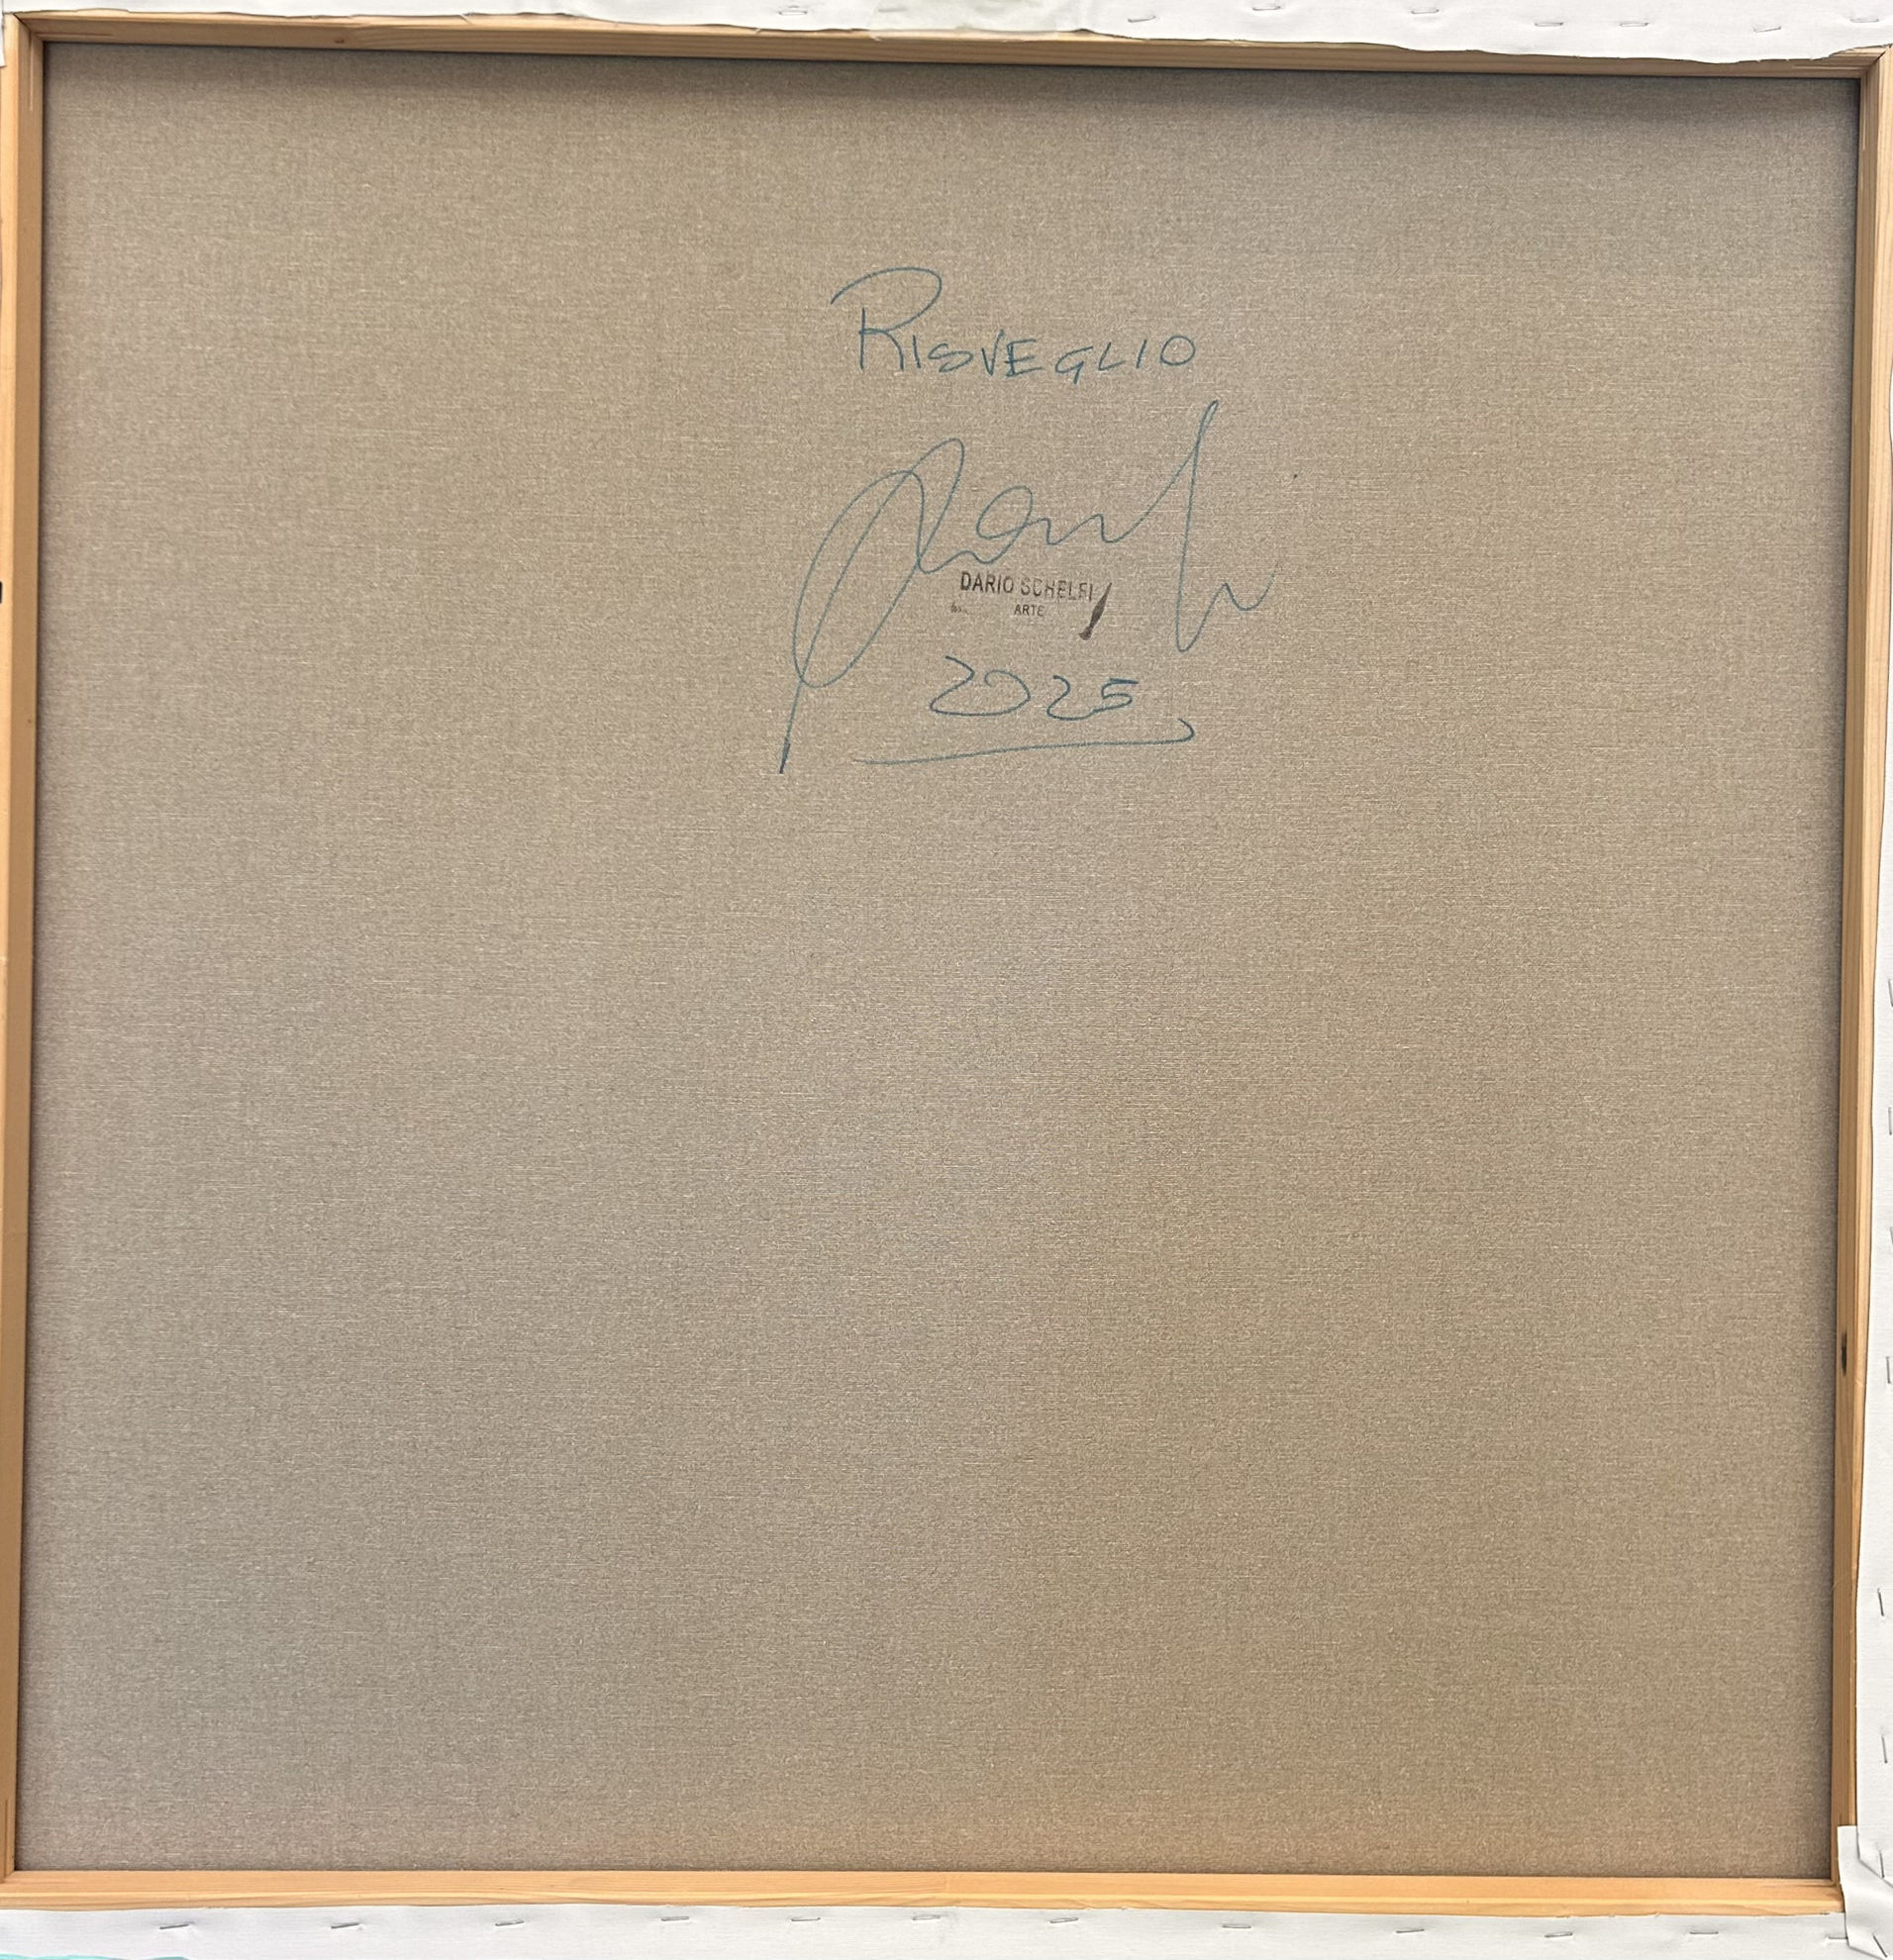 RISVEGLIO
DARIO SCHELFI
ARTE
2025